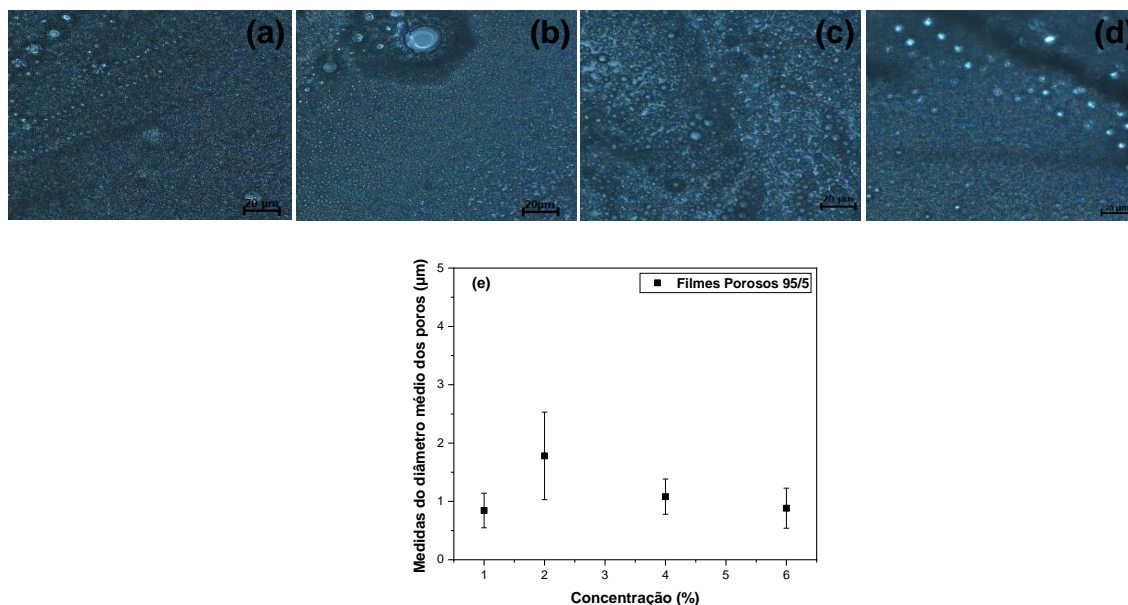 (a)
(b)
(c)
(d)
20 µm
20µm
20 µm
20 µm
(e)
Filmes Porosos 95/5
Medidas do diâmetro médio dos poros (µm)
5
4
3
2
1
0
1 2 3 4 5 6
Concentração (%)